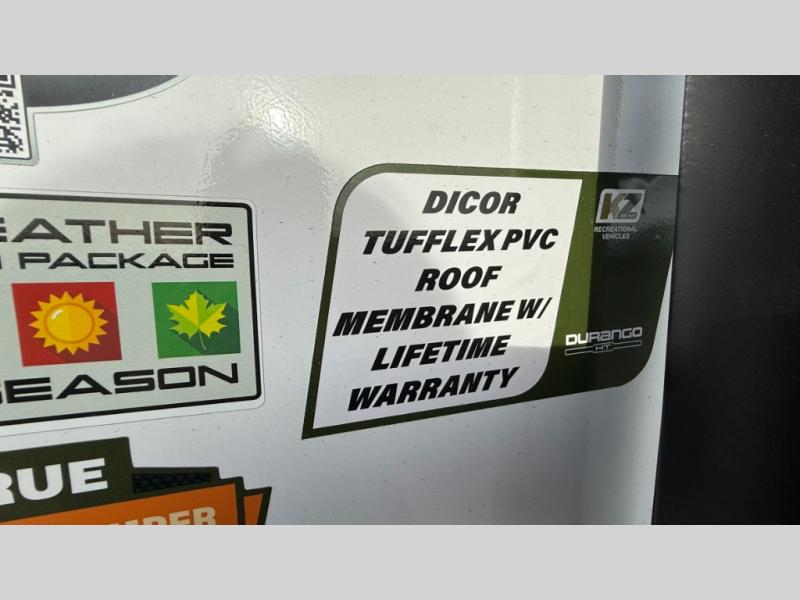 DICOR
TUFFLEX PVC
ROOF
MEMBRANE W/
LIFETIME
WARRANTY
KZ
RECREATIONAL
VEHICLES
DURANGO
HT
EATHER
PACKAGE
SEASON
RUE